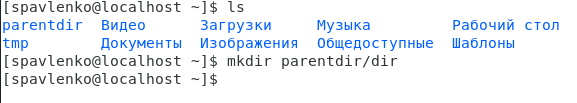 [spavlenko@localhost ~]$ ls
parentdir Видео Загрузки Музыка Рабочий стол
tmp Документы Изображения Общедоступные Шаблоны
[spavlenko@localhost ~]$ mkdir parentdir/dir
[spavlenko@localhost ~]$